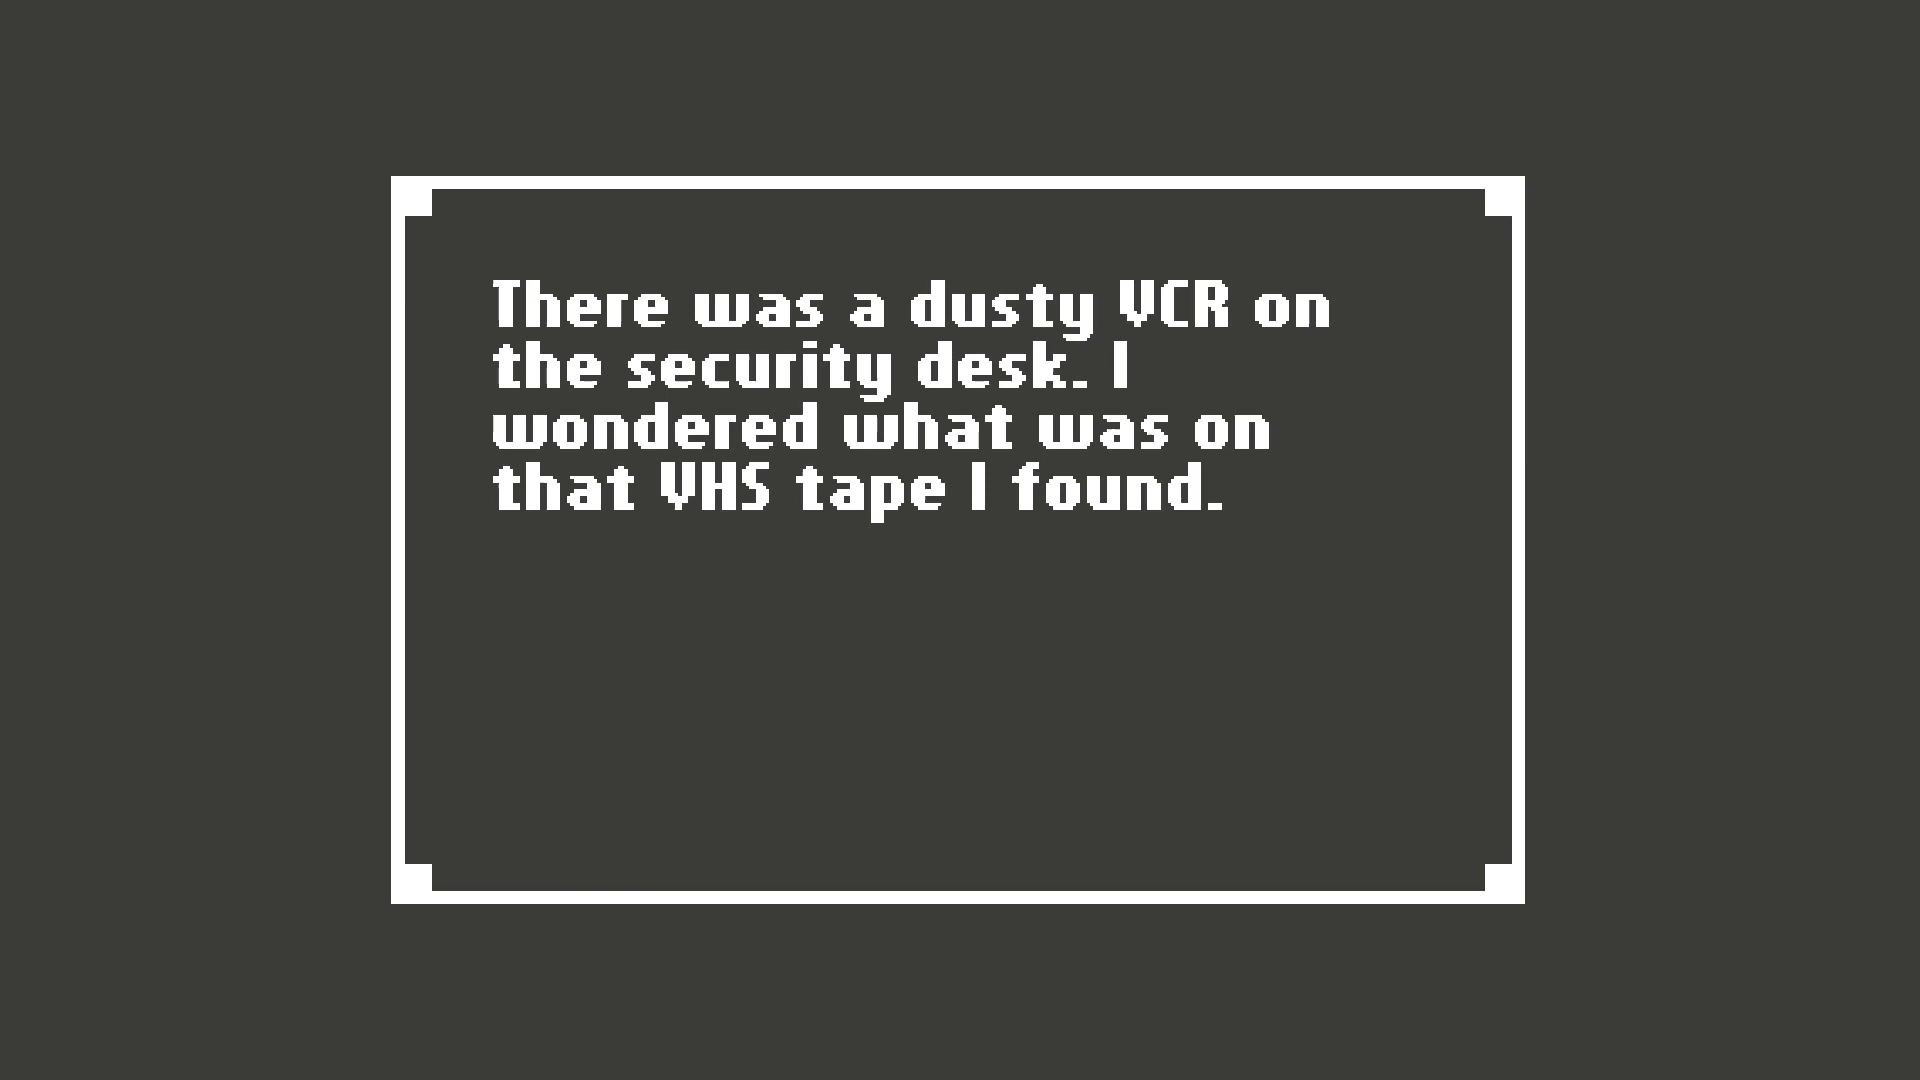 There was a dusty VCR on
the security desk. I
wondered what was on
that VHS tape I found.